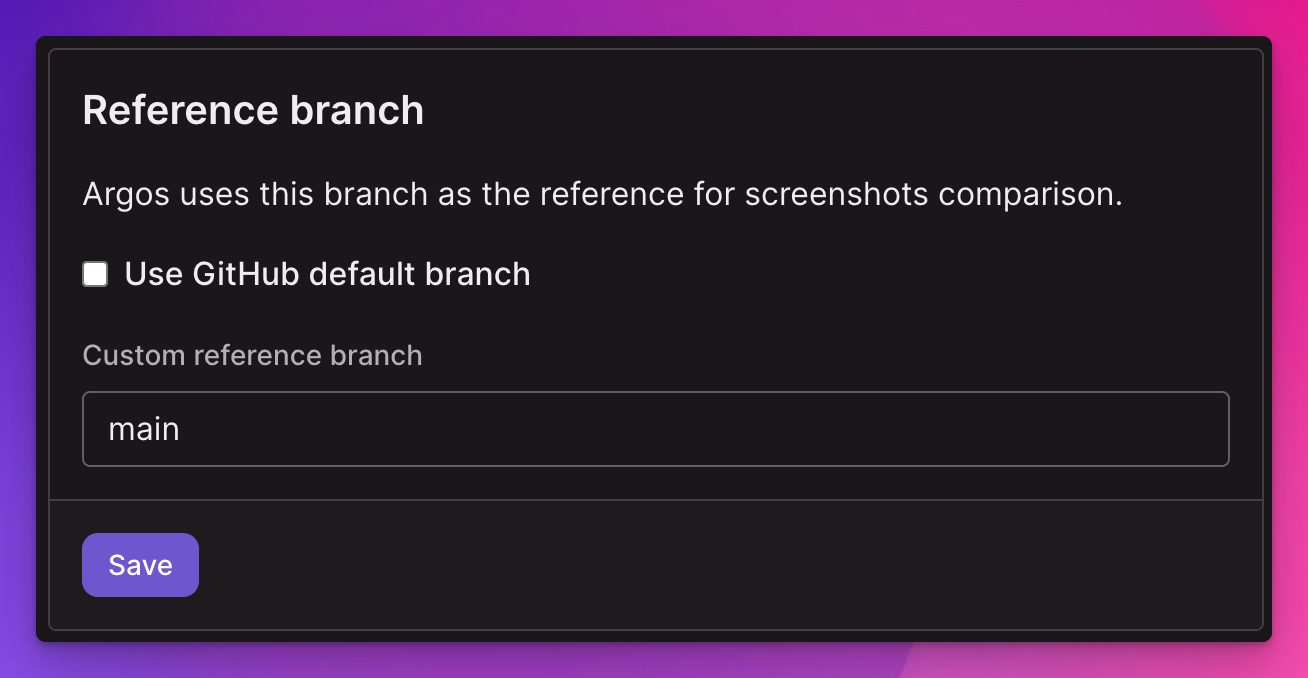 Reference branch
Argos uses this branch as the reference for screenshots comparison.
Use GitHub default branch
Custom reference branch
main
Save